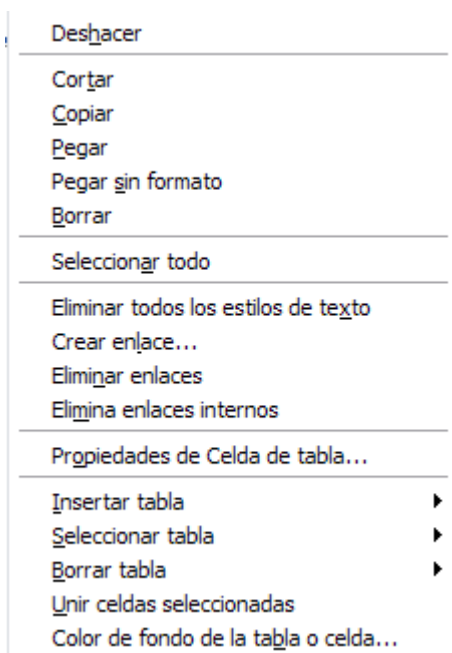 Deshacer
Cortar
Copiar
Pegar
Pegar sin formato
Borrar
Seleccionar todo
Eliminar todos los estilos de texto
Crear enlace...
Eliminar enlaces
Elimina enlaces internos
Propiedades de Celda de tabla...
Insertar tabla
Seleccionar tabla
Borrar tabla
Unir celdas seleccionadas
Color de fondo de la tabla o celda...